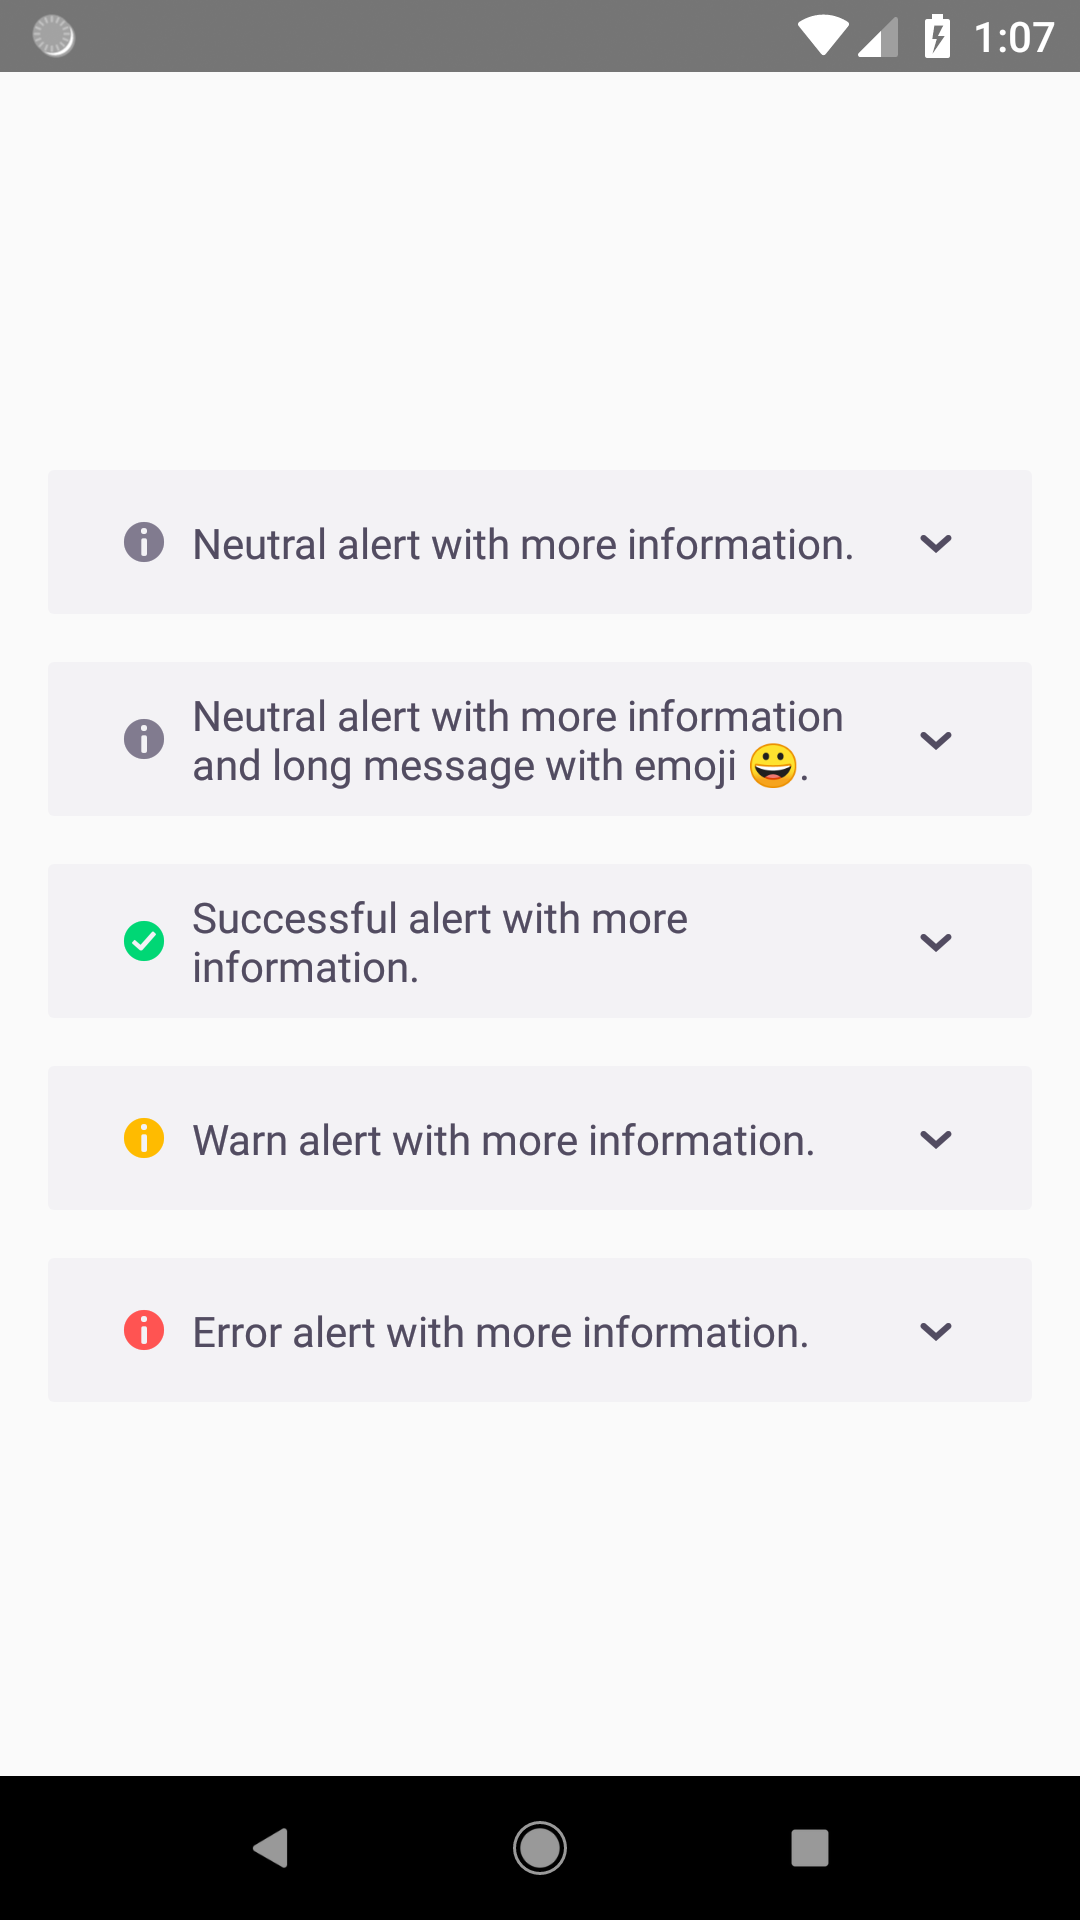 1:07
Neutral alert with more information.
Neutral alert with more information
and long message with emoji 😀.
Successful alert with more
information.
Warn alert with more information.
Error alert with more information.